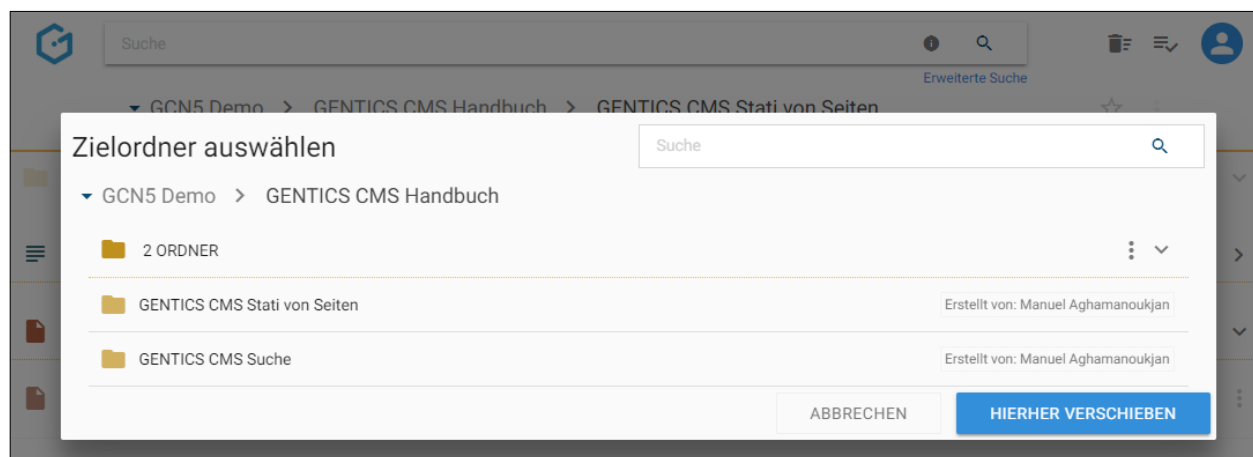 Suche
Erweiterte Suche
GCN5 Demo > GENTICS CMS Handbuch > GENTICS CMS Stati von Seiten
Zielordner auswählen
Suche
GCN5 Demo > GENTICS CMS Handbuch
2 ORDNER
GENTICS CMS Stati von Seiten Erstellt von: Manuel Aghamanoukjan
GENTICS CMS Suche Erstellt von: Manuel Aghamanoukjan
ABBRECHEN HIERHER VERSCHIEBEN